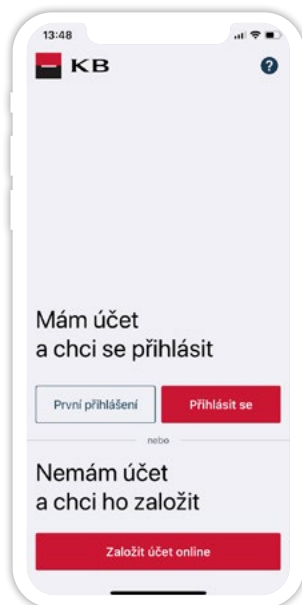 13:48
KB
?
Mám účet
a chci se přihlásit
První přihlášení
Přihlásit se
nebo
Nemám účet
a chci ho založit
Založit účet online